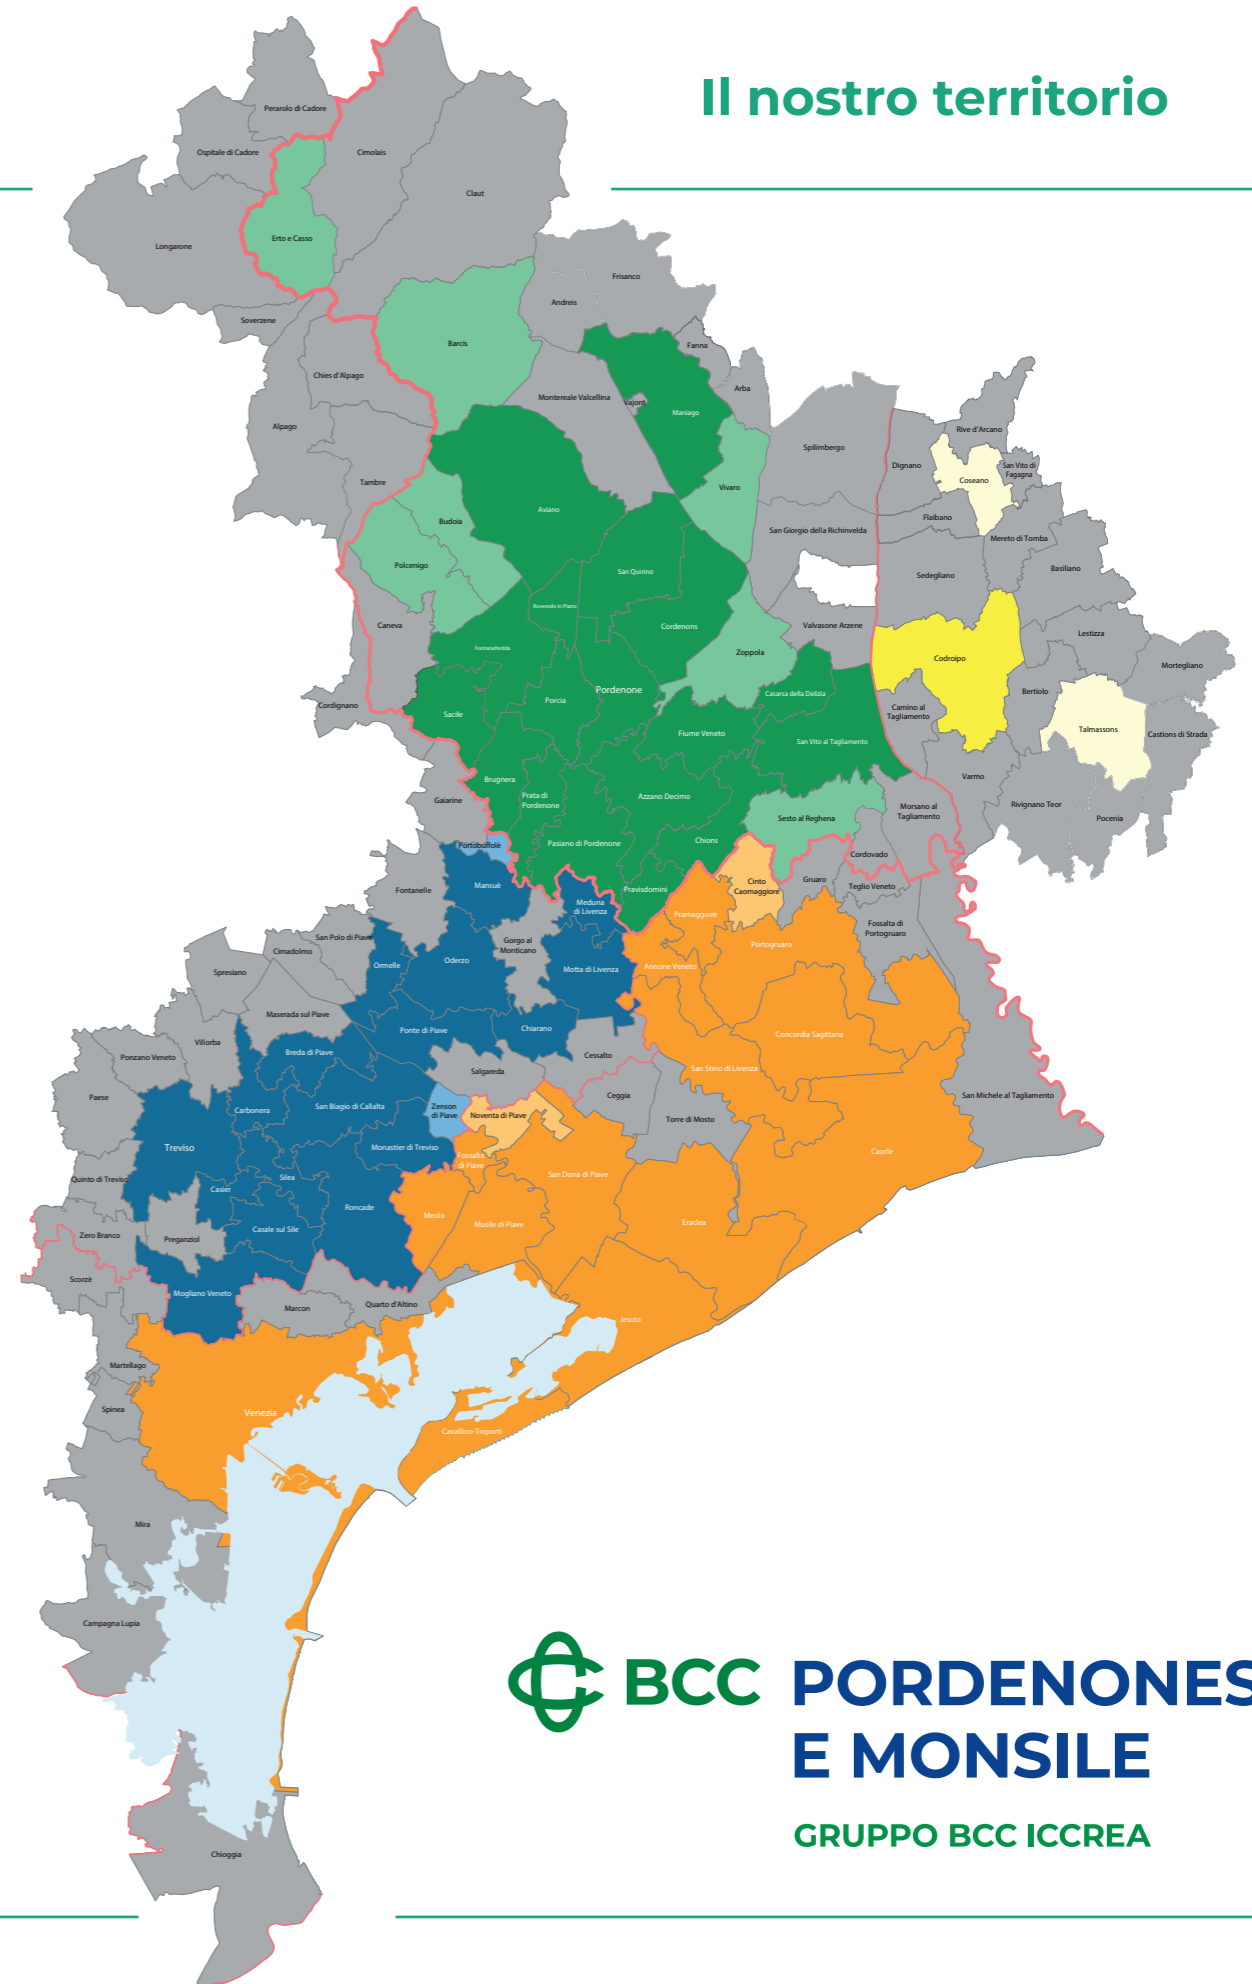 Il nostro territorio
Perarolo di Cadore
Ospitale di Cadore
Cimolais
Claut
Erto e Casso
Longarone
Frisanco
Andreis
Soverzene
Barcis
Fanna
Chies d'Alpago
Arba
Montereale Valcellina
Vajont
Maniago
Alpago
Rive d'Arcano
Spilimbergo
Dignano
San Vito di
Fagagna
Coseano
Tambre
Vivaro
Aviano
Budoia
Flaibano
San Giorgio della Richinvelda
Mereto di Tomba
Polcenigo
San Quirino
Sedegliano
Basiliano
Roveredo in Piano
Caneva
Cordenons
Valvasone Arzene
Lestizza
Fontanafredda
Zoppola
Codroipo
Mortegliano
Pordenone
Casarsa della Delizia
Bertiolo
Porcia
Cordignano
Sacile
Camino al
Tagliamento
Talmassons
Fiume Veneto
San Vito al Tagliamento
Castions di Strada
Brugnera
Varmo
Prata di
Pordenone
Azzano Decimo
Gaiarine
Morsano al
Tagliamento
Rivignano Teor
Sesto al Reghena
Pocenia
Chions
Pasiano di Pordenone
Portobuffolè
Cordovado
Mansuè
Cinto
Caomaggiore
Gruaro
Teglio Veneto
Fontanelle
Pravisdomini
Meduna
di Livenza
Pramaggiore
Fossalta di
Portogruaro
San Polo di Piave
Gorgo al
Monticano
Portogruaro
Cimadolmo
Oderzo
Ormelle
Annone Veneto
Motta di Livenza
Spresiano
Maserada sul Piave
Chiarano
Ponte di Piave
Concordia Sagittaria
Villorba
Breda di Piave
Ponzano Veneto
Cessalto
San Stino di Livenza
Salgareda
Paese
Ceggia
San Michele al Tagliamento
Carbonera
San Biagio di Callalta
Zenson
di Piave
Noventa di Piave
Torre di Mosto
Treviso
Monastier di Treviso
Caorle
Fossalta
di Piave
San Donà di Piave
Quinto di Treviso
Silea
Casier
Roncade
Meolo
Musile di Piave
Eraclea
Zero Branco
Preganziol
Casale sul Sile
Scorzè
Mogliano Veneto
Marcon
Quarto d'Altino
Jesolo
Martellago
Spinea
Venezia
Cavallino-Treporti
Mira
Campagna Lupia
Chioggia
BCC PORDENONES
E MONSILE
GRUPPO BCC ICCREA